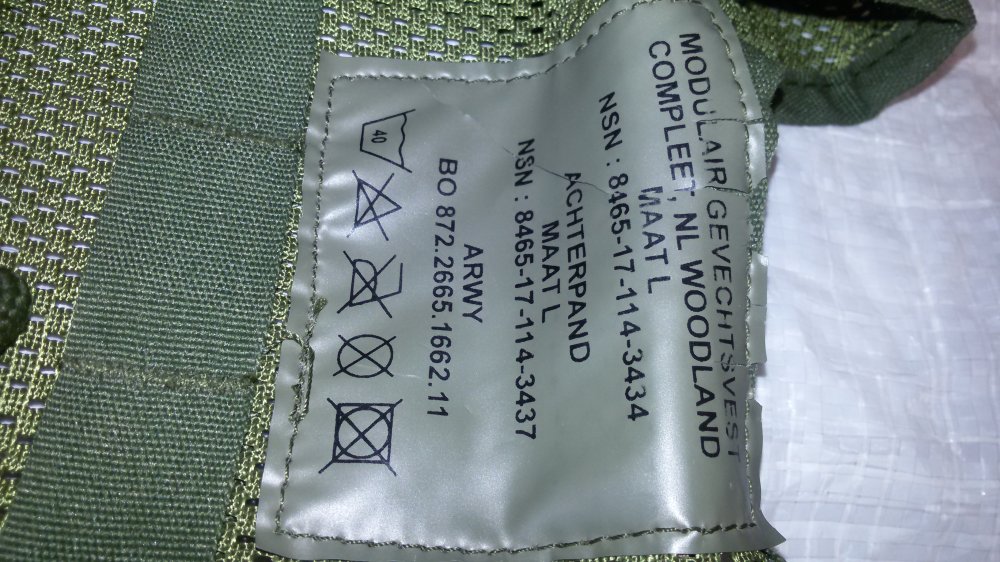 MODULAIR GEVECHTSVEST
COMPLEET, NL WOODLAND
MAAT L
NSN : 8465-17-114-3434
ACHTERPAND
MAAT L
NSN : 8465-17-114-3437
ARWY
BO 872.2665.1662.11
40